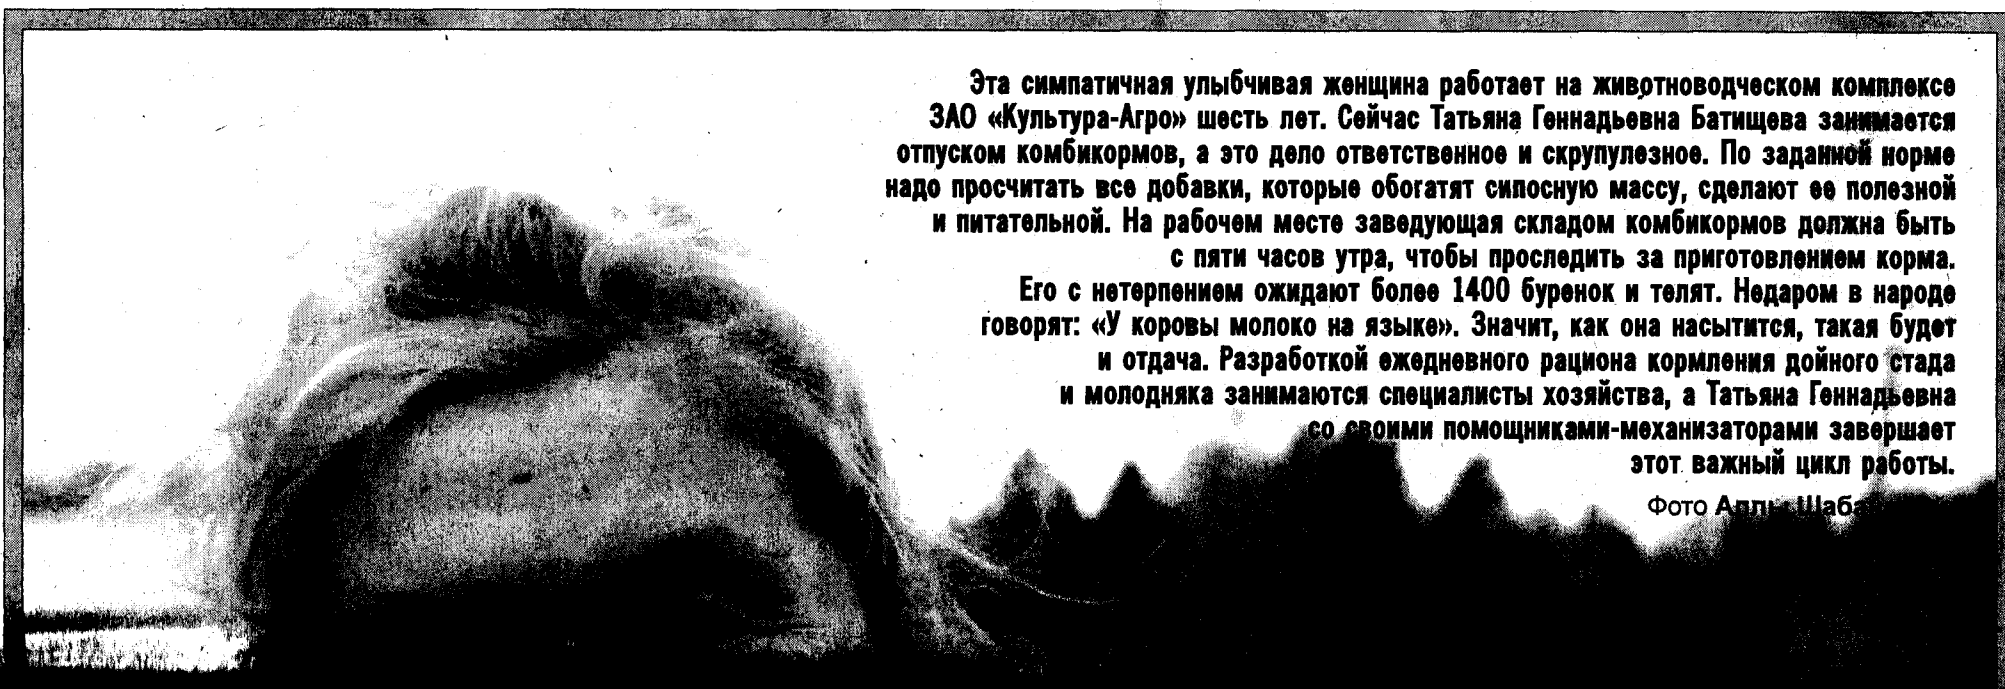 Эта симпатичная улыбчивая женщина работает на животноводческом комплексе
ЗАО «Культура-Агро» шесть лет. Сейчас Татьяна Геннадьевна Батищева занимается
отпуском комбикормов, а это дело ответственное и скрупулезное. По заданной норме
надо просчитать все добавки, которые обогатят силосную массу, сделают ее полезной
и питательной. На рабочем месте заведующая складом комбикормов должна быть
с пяти часов утра, чтобы проследить за приготовлением корма.
Его с нетерпением ожидают более 1400 буренок и телят. Недаром в народе
говорят: «У коровы молоко на языке». Значит, как она насытится, такая будет
и отдача. Разработкой ежедневного рациона кормления дойного стада
и молодняка занимаются специалисты хозяйства, а Татьяна Геннадьевна
со своими помощниками-механизаторами завершает
этот важный цикл работы.
Фото Аллы